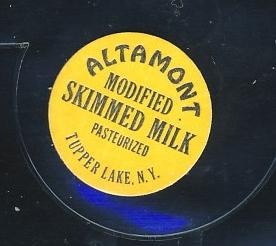 ALTAMONT
MODIFIED
SKIMMED MILK
PASTEURIZED
TUPPER LAKE, N.Y.